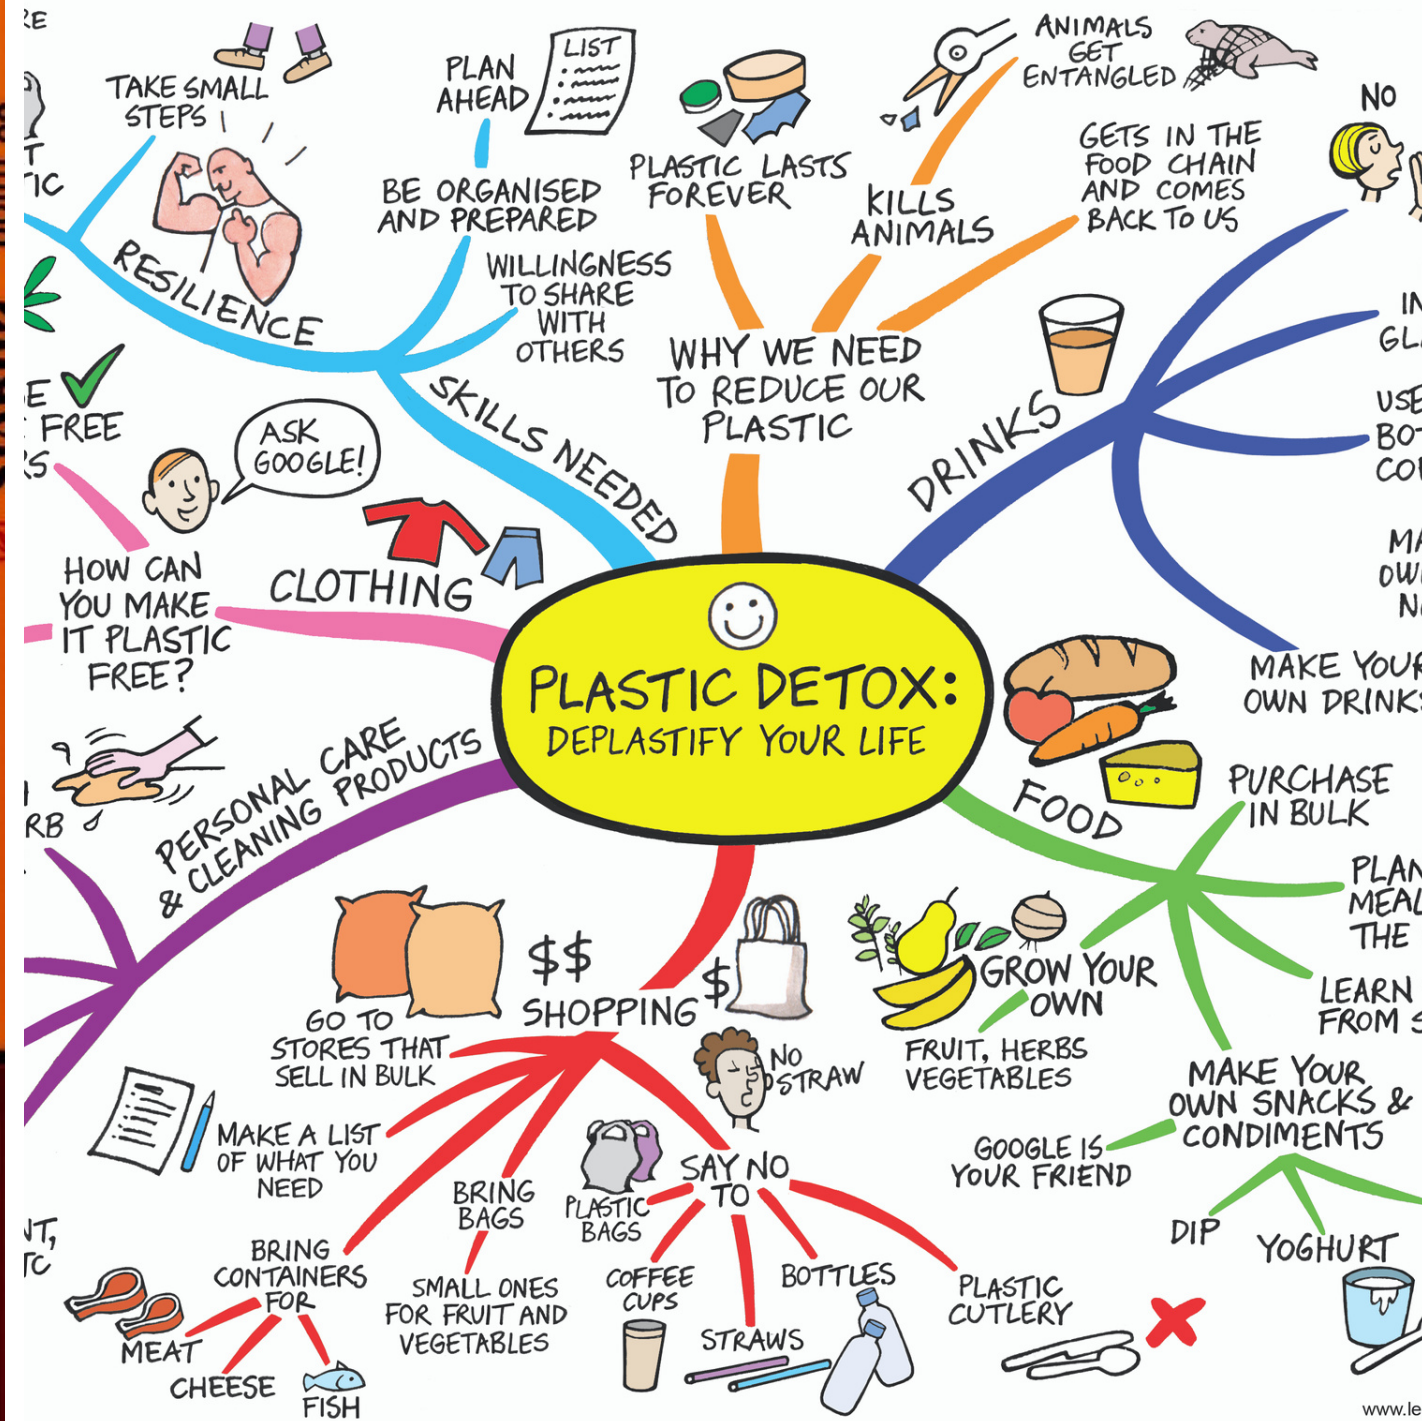 PLASTIC DETOX:
DEPLASTIFY YOUR LIFE
WHY WE NEED
TO REDUCE OUR
PLASTIC
PLASTIC LASTS
FOREVER
KILLS
ANIMALS
ANIMALS
GET
ENTANGLED
GETS IN THE
FOOD CHAIN
AND COMES
BACK TO US
DRINKS
NO
MAKE YOUR
OWN DRINKS
FOOD
PURCHASE
IN BULK
THE
LEARN
FROM
GROW YOUR
OWN
FRUIT, HERBS
VEGETABLES
MAKE YOUR
OWN SNACKS &
CONDIMENTS
GOOGLE IS
YOUR FRIEND
DIP
YOGHURT
$$
SHOPPING
$
GO TO
STORES THAT
SELL IN BULK
MAKE A LIST
OF WHAT YOU
NEED
BRING
CONTAINERS
FOR
MEAT
CHEESE
FISH
BRING
BAGS
SMALL ONES
FOR FRUIT AND
VEGETABLES
NO
STRAW
SAY NO
TO
PLASTIC
BAGS
COFFEE
CUPS
STRAWS
BOTTLES
PLASTIC
CUTLERY
PERSONAL CARE
& CLEANING PRODUCTS
CLOTHING
HOW CAN
YOU MAKE
IT PLASTIC
FREE?
ASK
GOOGLE!
FREE
SKILLS NEEDED
RESILIENCE
TAKE SMALL
STEPS
BE ORGANISED
AND PREPARED
PLAN
AHEAD
LIST
WILLINGNESS
TO SHARE
WITH
OTHERS